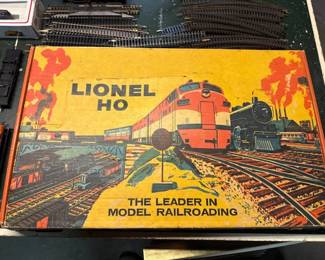 LIONEL
HO
THE LEADER IN
MODEL RAILROADING